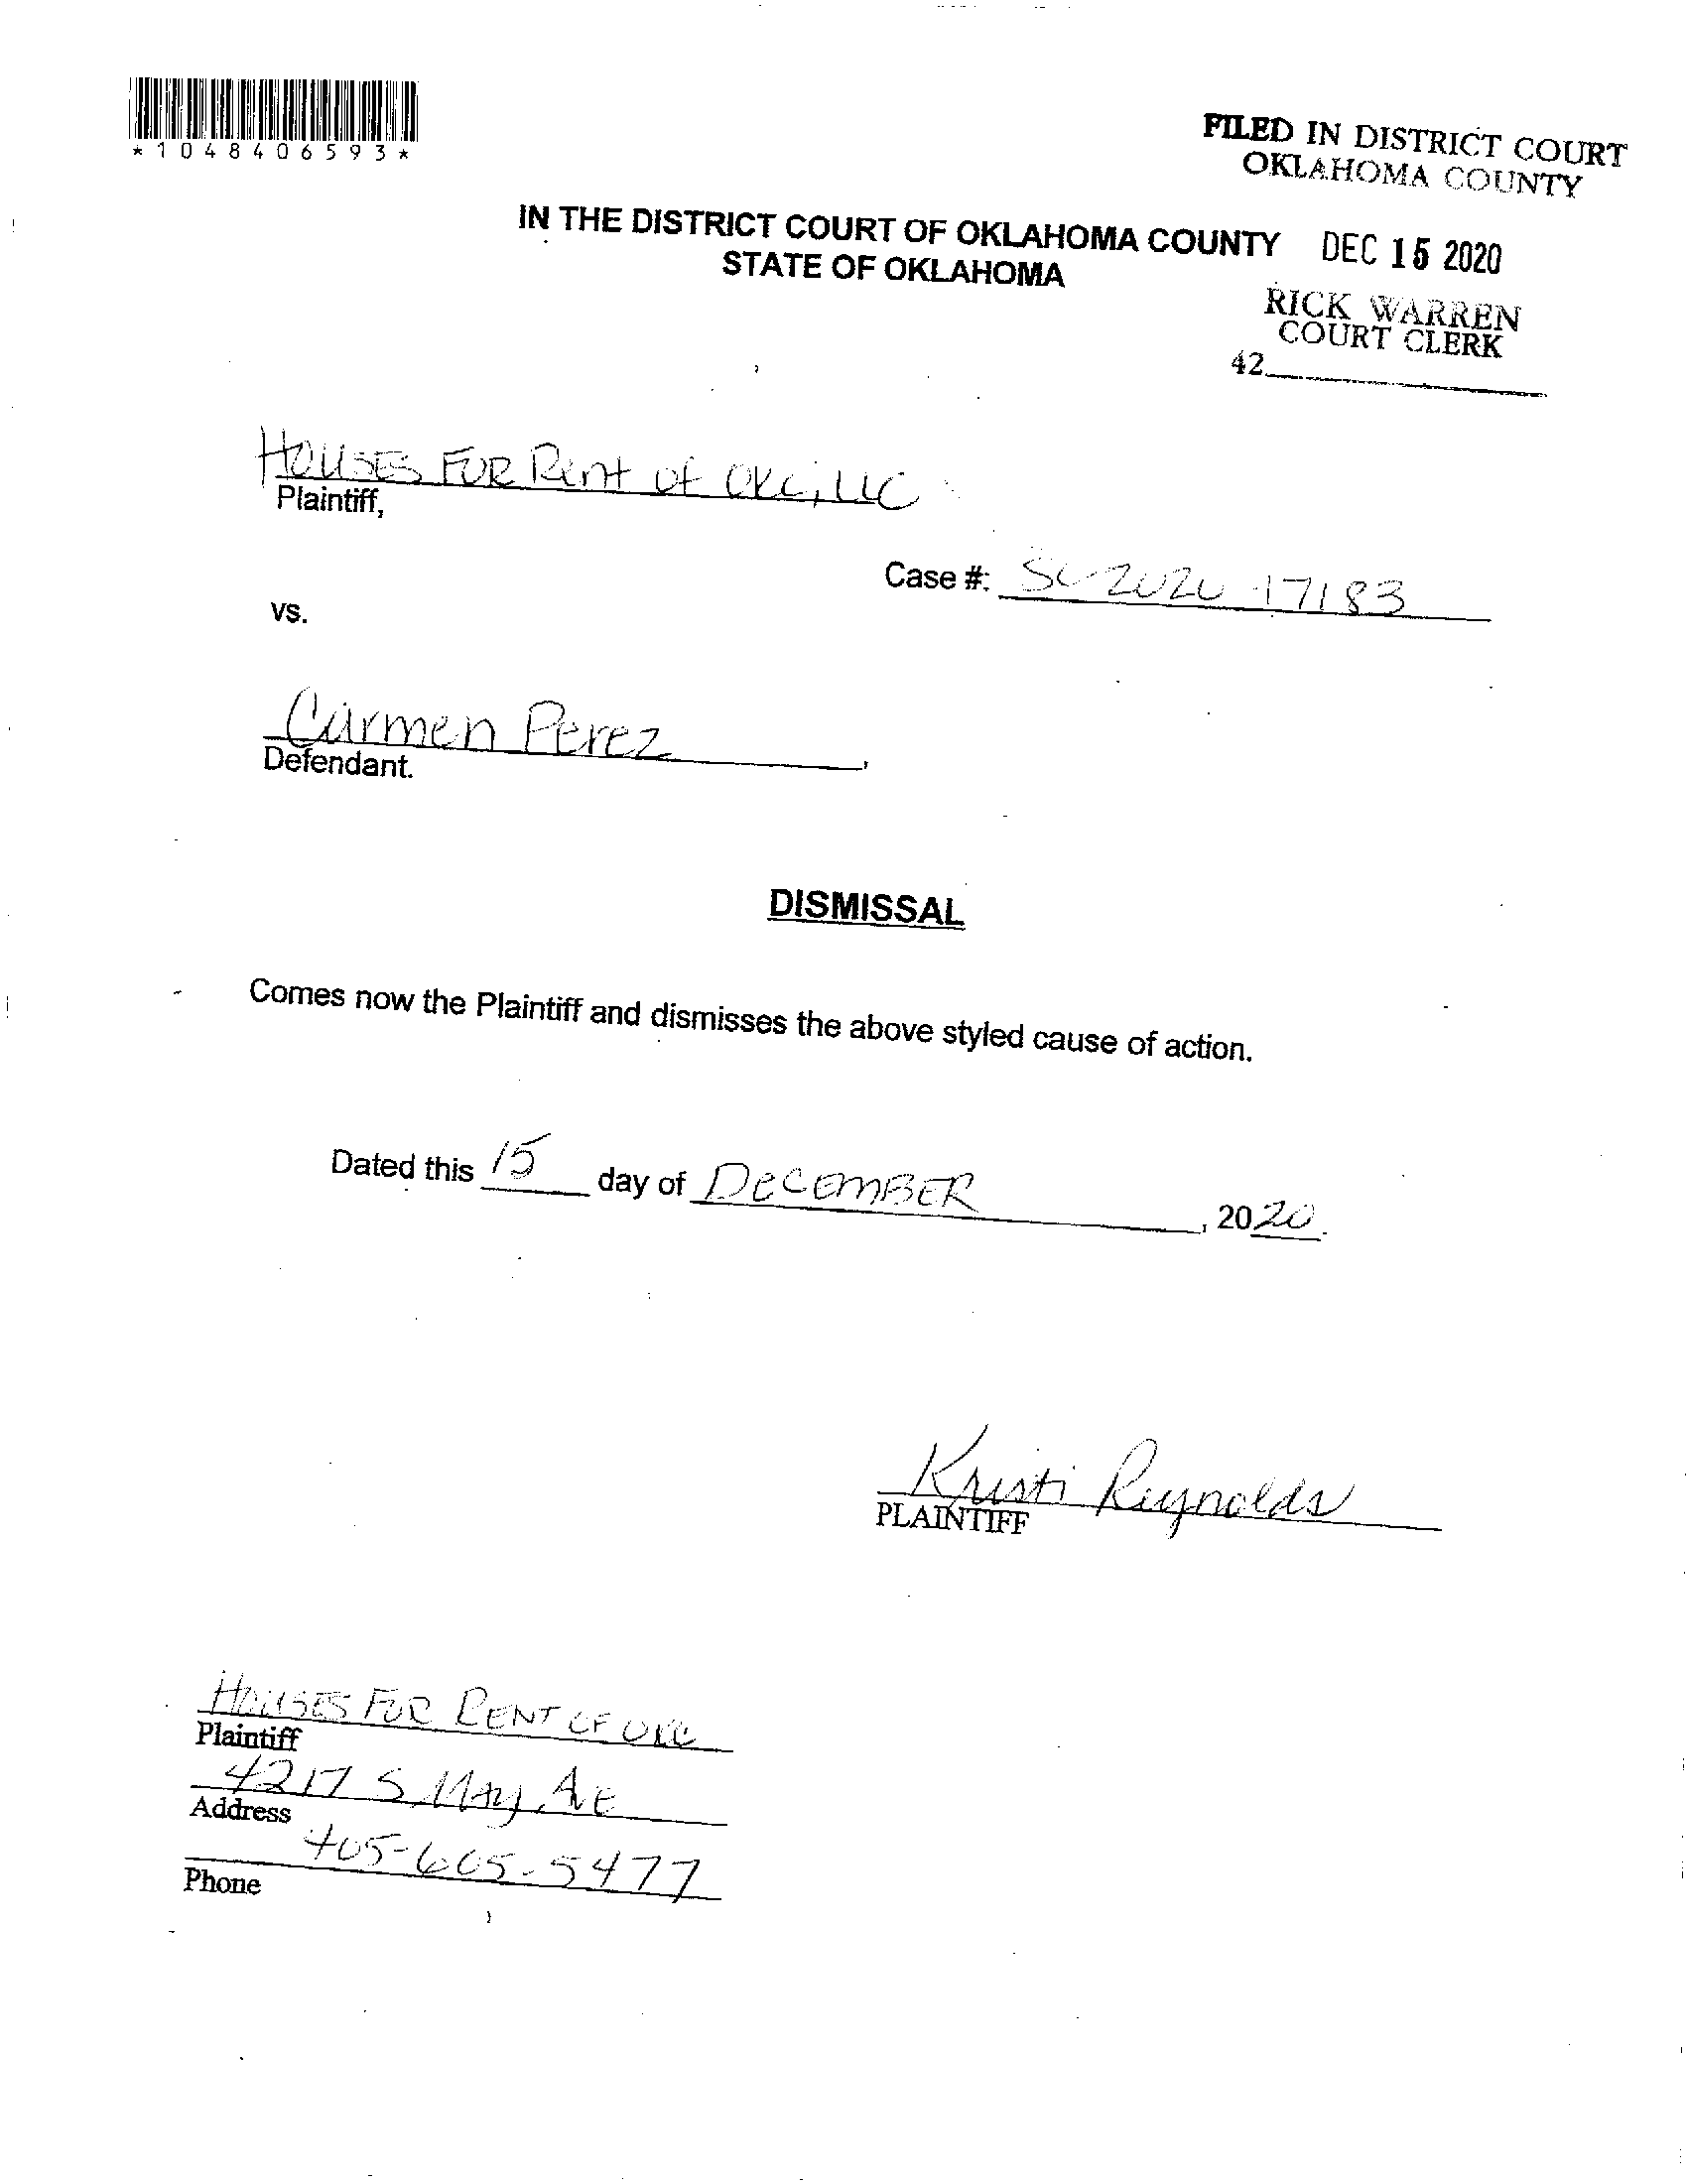 *1048406593*
FILED IN DISTRICT COURT
OKLAHOMA COUNTY
IN THE DISTRICT COURT OF OKLAHOMA COUNTY
STATE OF OKLAHOMA
DEC 15 2020
RICK WARREN
COURT CLERK
42
HOUSES FOR Rent of OKC, LLC
Plaintiff,
Case #: SC-2020-17183
vs.
Carmen Perez,
Defendant.
DISMISSAL
Comes now the Plaintiff and dismisses the above styled cause of action.
Dated this 15 day of DeCEMBER, 2020.
Kristi Reynolds
PLAINTIFF
HOUSES FOR RENT OF OKC
Plaintiff
4217 S MAy AvE
Address
405-605-5477
Phone